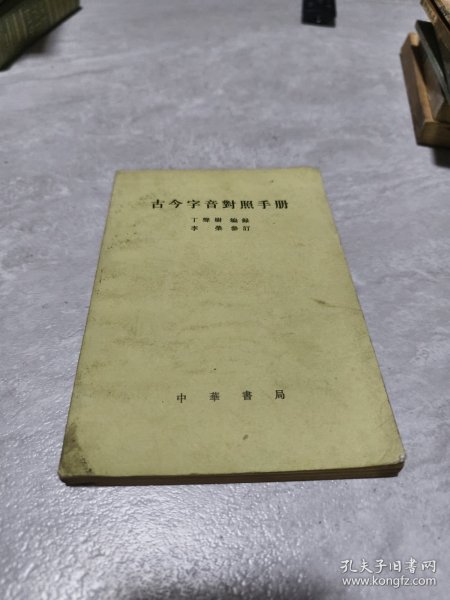 古今字音對照手册
丁聲樹 編錄
李榮參訂
中華書局
孔夫子旧书网
www.kongfz.com